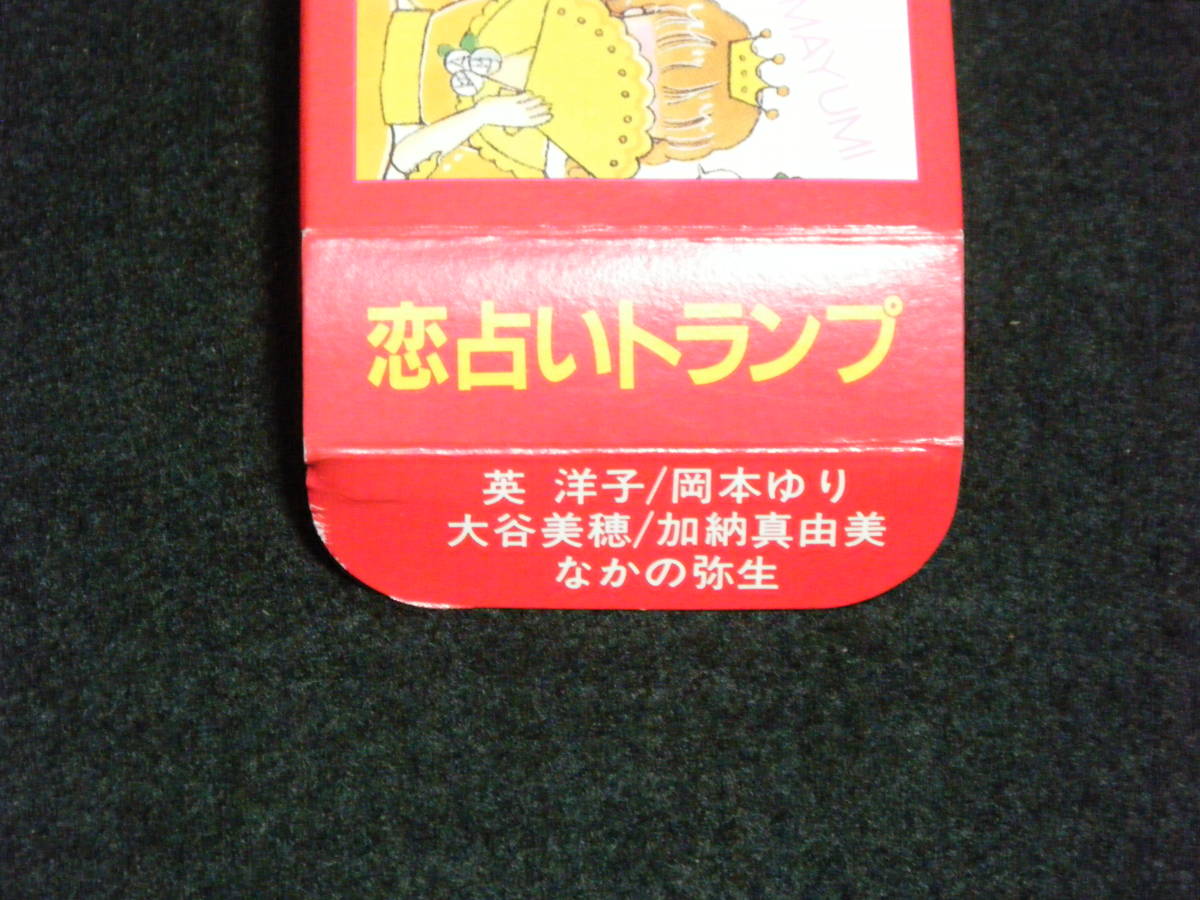 MAYUMI
恋占いトランプ
英 洋子/岡本ゆり
大谷美穂/加納真由美
なかの弥生